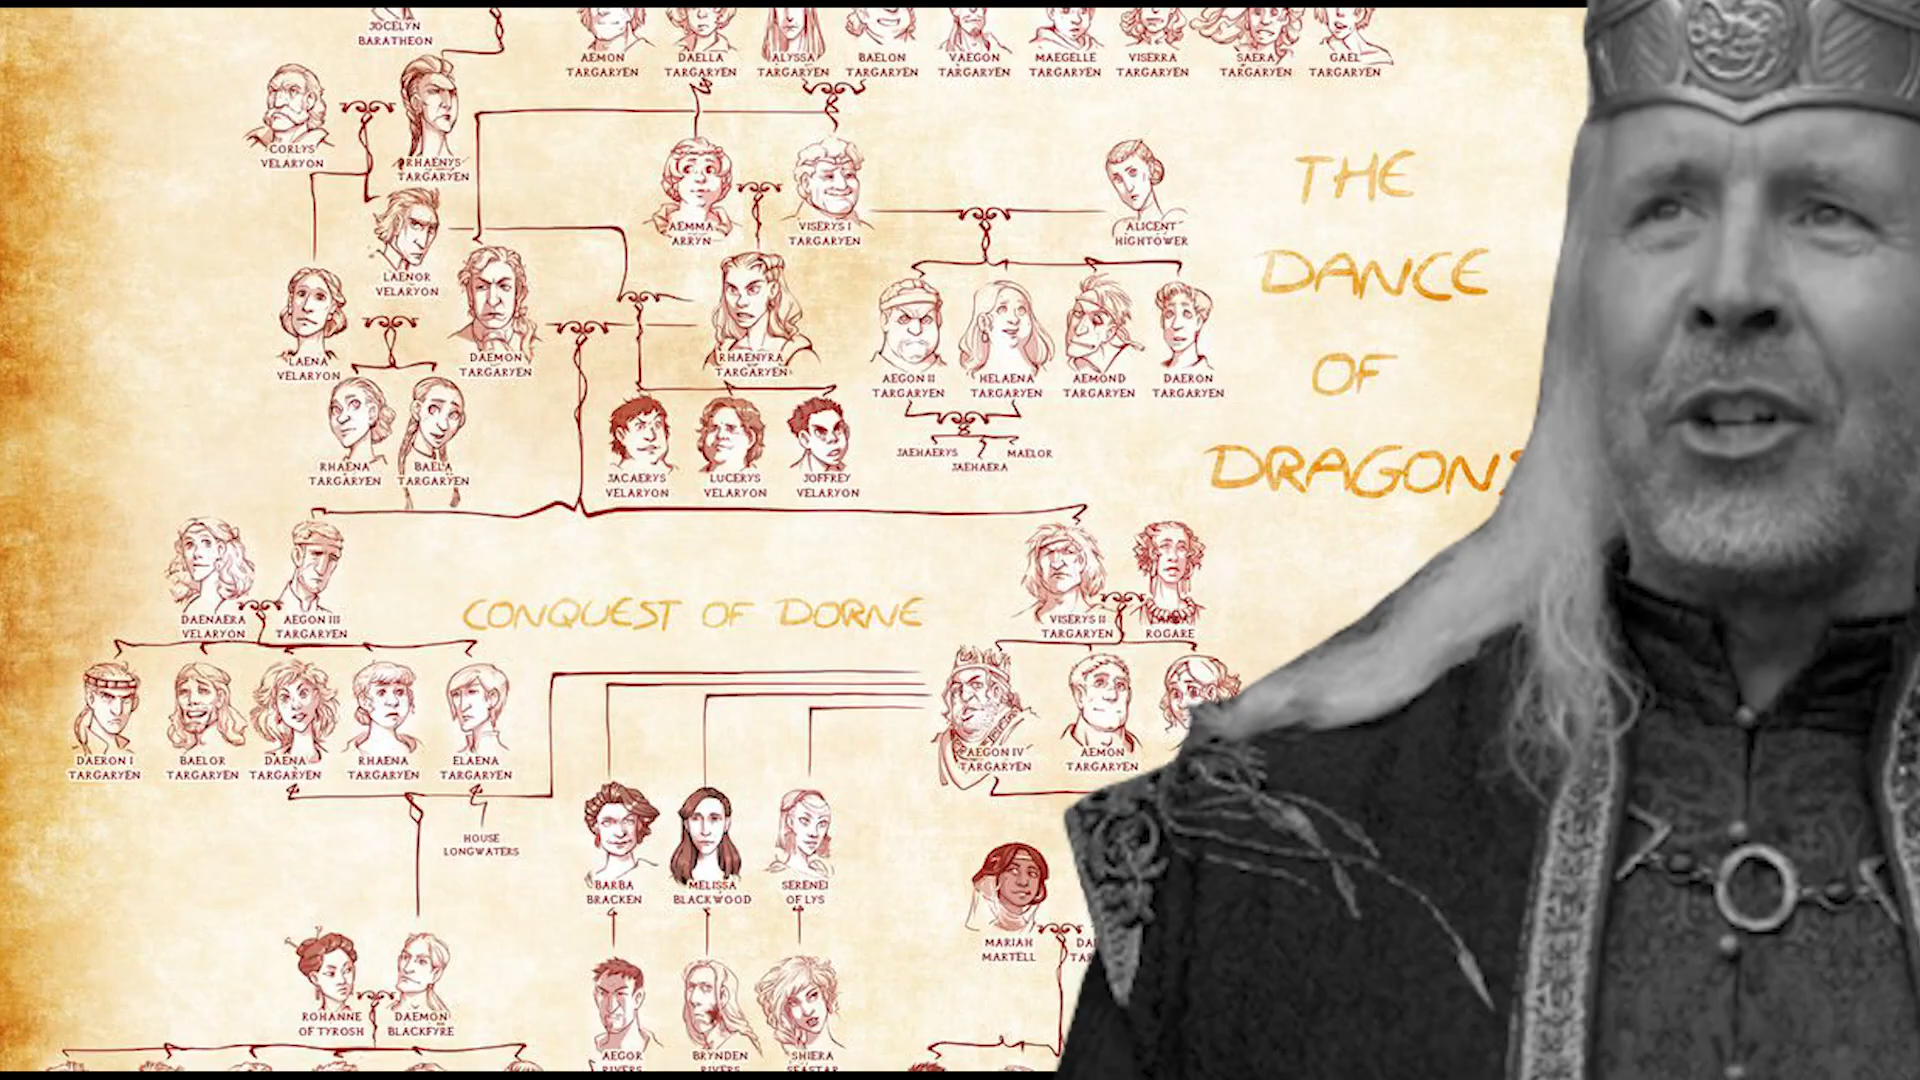 JOCELYN
BARATHEON
AEMON
TARGARYEN
DAELLA
TARGARYEN
ALYSSA
TARGARYEN
BAELON
TARGARYEN
VAEGON
TARGARYEN
MAEGELLE
TARGARYEN
VISERRA
TARGARYEN
SAERA
TARGARYEN
GAEL
TARGARYEN
CORLYS
VELARYON
RHAENYS
TARGARYEN
AEMMA
ARRYN
VISERYS I
TARGARYEN
ALICENT
HIGHTOWER
THE
DANCE
OF
DRAGONS
LAENOR
VELARYON
LAENA
VELARYON
DAEMON
TARGARYEN
RHAENYRA
TARGARYEN
AEGON II
TARGARYEN
HELAENA
TARGARYEN
AEMOND
TARGARYEN
DAERON
TARGARYEN
RHAENA
TARGARYEN
BAELA
TARGARYEN
JACAERYS
VELARYON
LUCERYS
VELARYON
JOFFREY
VELARYON
JAEHAERYS
JAEHAERA
MAELOR
DAENAERA
VELARYON
AEGON III
TARGARYEN
CONQUEST OF DORNE
VISERYS II
TARGARYEN
ROGARE
DAERON I
TARGARYEN
BAELOR
TARGARYEN
DAENA
TARGARYEN
RHAENA
TARGARYEN
ELAENA
TARGARYEN
AEGON IV
TARGARYEN
AEMON
TARGARYEN
HOUSE
LONGWATERS
BARBA
BRACKEN
MELISSA
BLACKWOOD
SERENEI
OF LYS
MARIAH
MARTELL
DA
TAR
ROHANNE
OF TYROSH
DAEMON
BLACKFYRE
AEGOR
RIVERS
BRYNDEN
RIVERS
SHIERA
SEASTAR